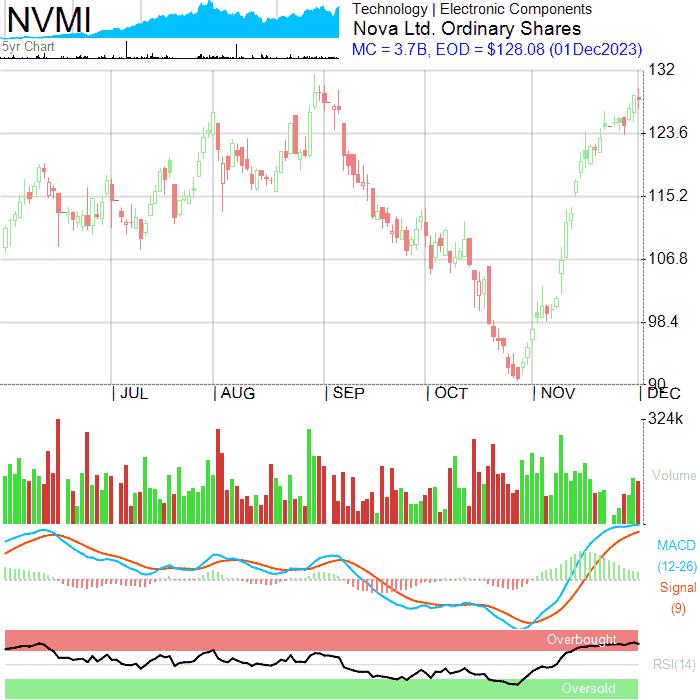 NVMI
5yr Chart
Technology | Electronic Components
Nova Ltd. Ordinary Shares
MC = 3.7B, EOD = $128.08 (01Dec2023)
132
123.6
115.2
106.8
98.4
90
JUL AUG SEP OCT NOV DEC
324k
Volume
MACD
(12-26)
Signal
(9)
Overbought
RSI(14)
Oversold